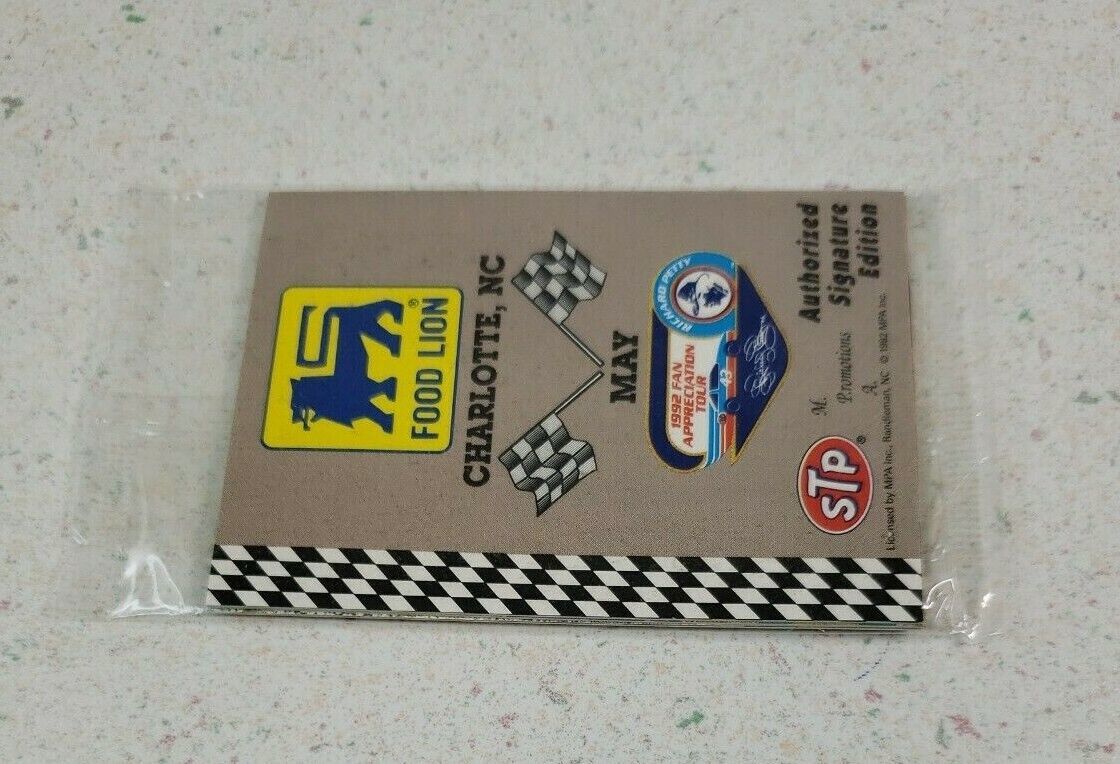 FOOD LION®
CHARLOTTE, NC
MAY
RICHARD PETTY
1992 FAN
APPRECIATION
TOUR
43
STP®
M.
P.romotions
A.
Authorized
Signature
Edition
Licensed by MPA Inc., Randleman, NC © 1992 MPA Inc.